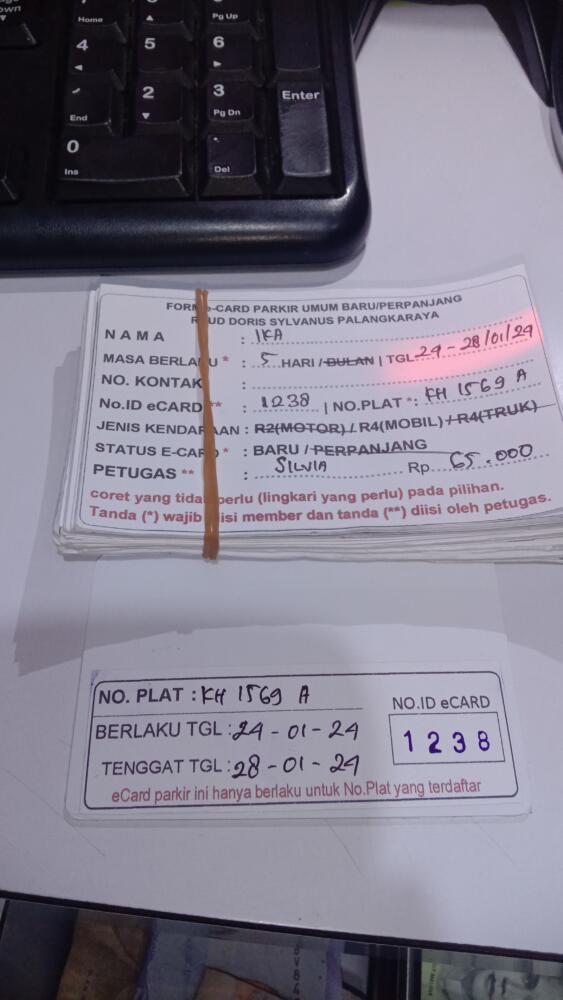 Home
Pg Up
4
5
6
End
2
3
Pg Dn
Enter
0
Ins
.
Del
FORM e-CARD PARKIR UMUM BARU/PERPANJANG
R UD DORIS SYLVANUS PALANGKARAYA
NAMA : IKA
MASA BERLAKU * : 5 HARI / BULAN | TGL 24 - 28/01/24
NO. KONTAK :
No.ID eCARD ** : 1238 | NO.PLAT *: KH 1569 A
JENIS KENDARAAN : R2(MOTOR) / R4(MOBIL) / R4(TRUK)
STATUS E-CARD * : BARU / PERPANJANG
PETUGAS ** : SILVIA Rp. 65.000
coret yang tidak perlu (lingkari yang perlu) pada pilihan.
Tanda (*) wajib diisi member dan tanda (**) diisi oleh petugas.
NO. PLAT : KH 1569 A
NO.ID eCARD
BERLAKU TGL : 24 - 01 - 24
1238
TENGGAT TGL : 28 - 01 - 24
eCard parkir ini hanya berlaku untuk No.Plat yang terdaftar